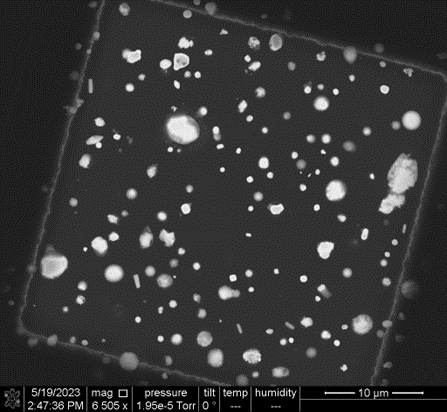 5/19/2023 mag pressure tilt temp humidity 10 µm
2:47:36 PM 6 505 x 1.95e-5 Torr 0 ° --- ---